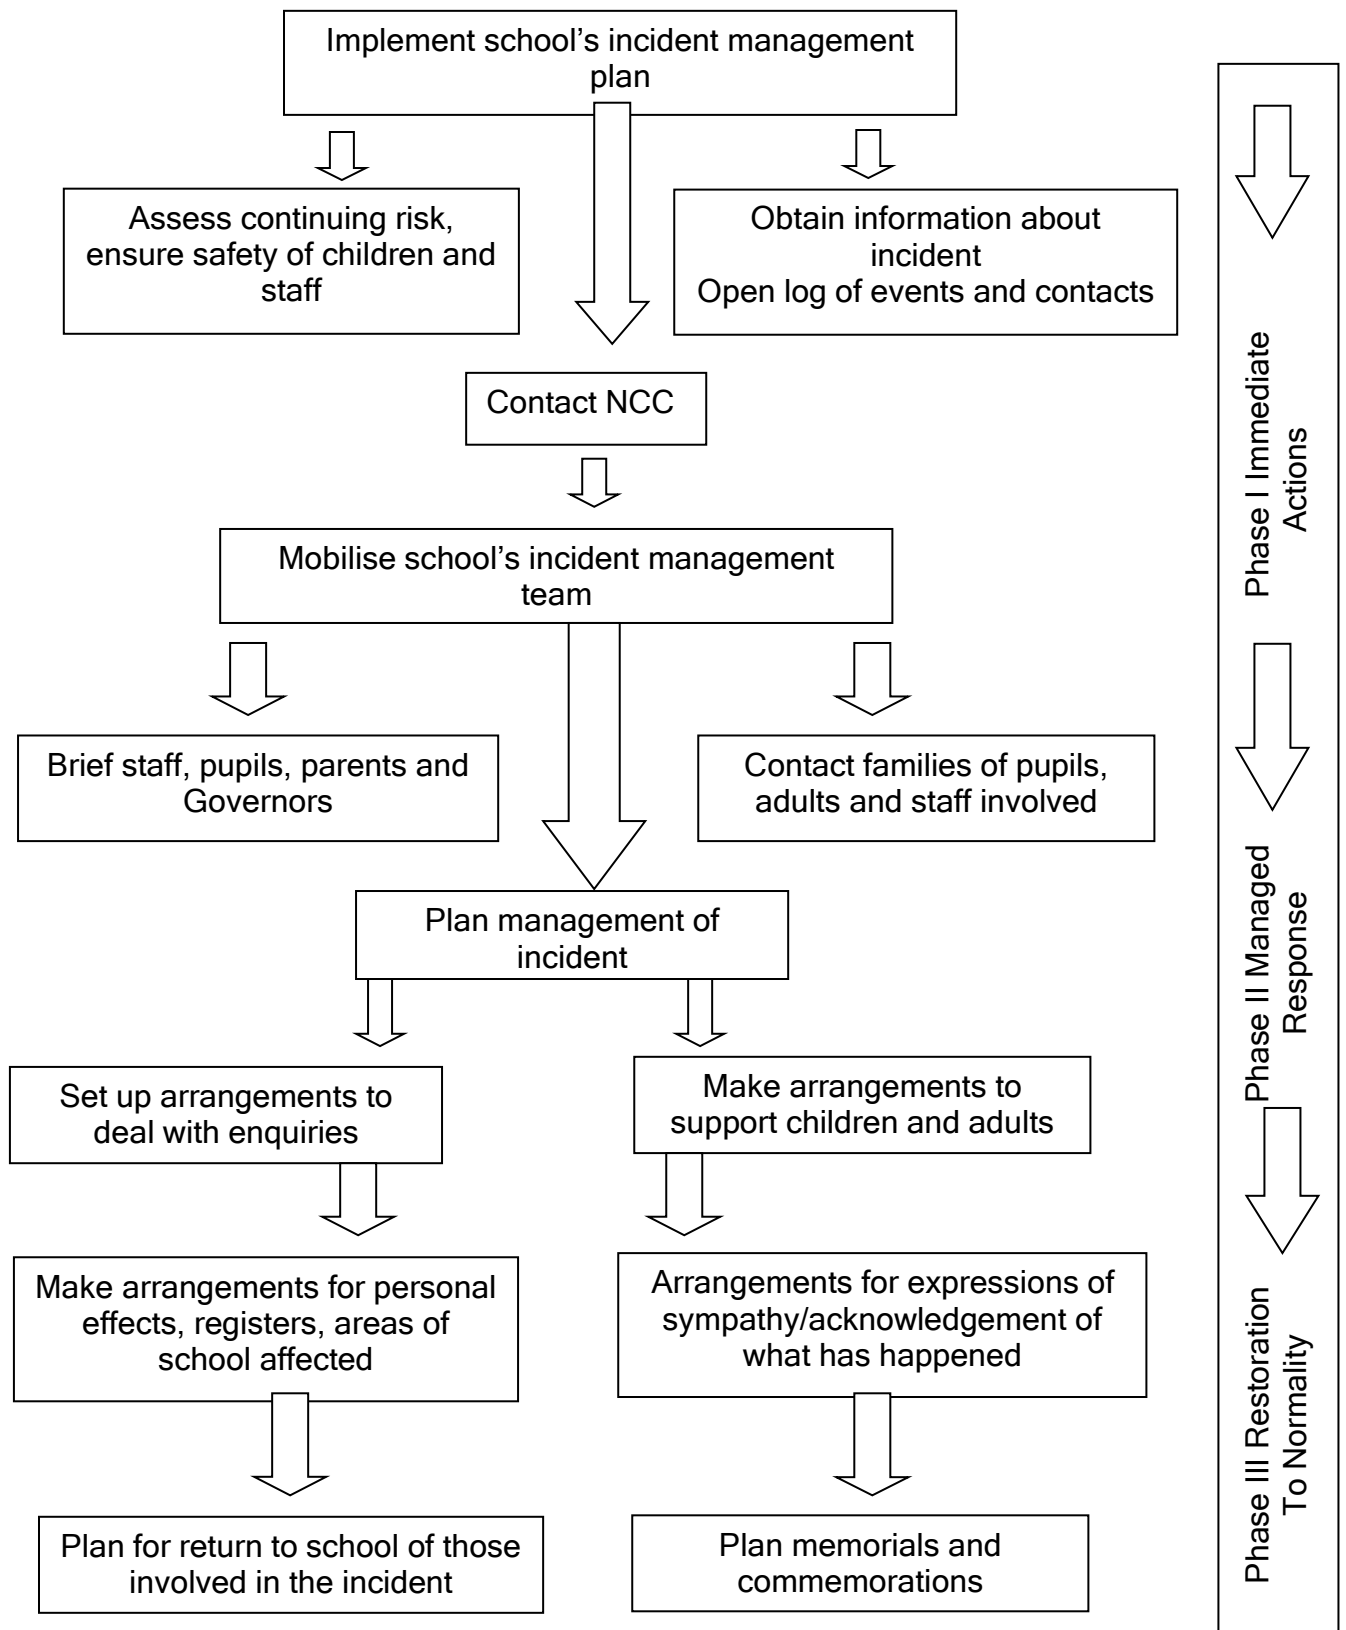 Implement school’s incident management
plan
Assess continuing risk,
ensure safety of children and
staff
Obtain information about
incident
Open log of events and contacts
Contact NCC
Mobilise school’s incident management
team
Brief staff, pupils, parents and
Governors
Contact families of pupils,
adults and staff involved
Plan management of
incident
Set up arrangements to
deal with enquiries
Make arrangements to
support children and adults
Make arrangements for personal
effects, registers, areas of
school affected
Arrangements for expressions of
sympathy/acknowledgement of
what has happened
Plan for return to school of those
involved in the incident
Plan memorials and
commemorations
Phase I Immediate
Actions
Phase II Managed
Response
Phase III Restoration
To Normality